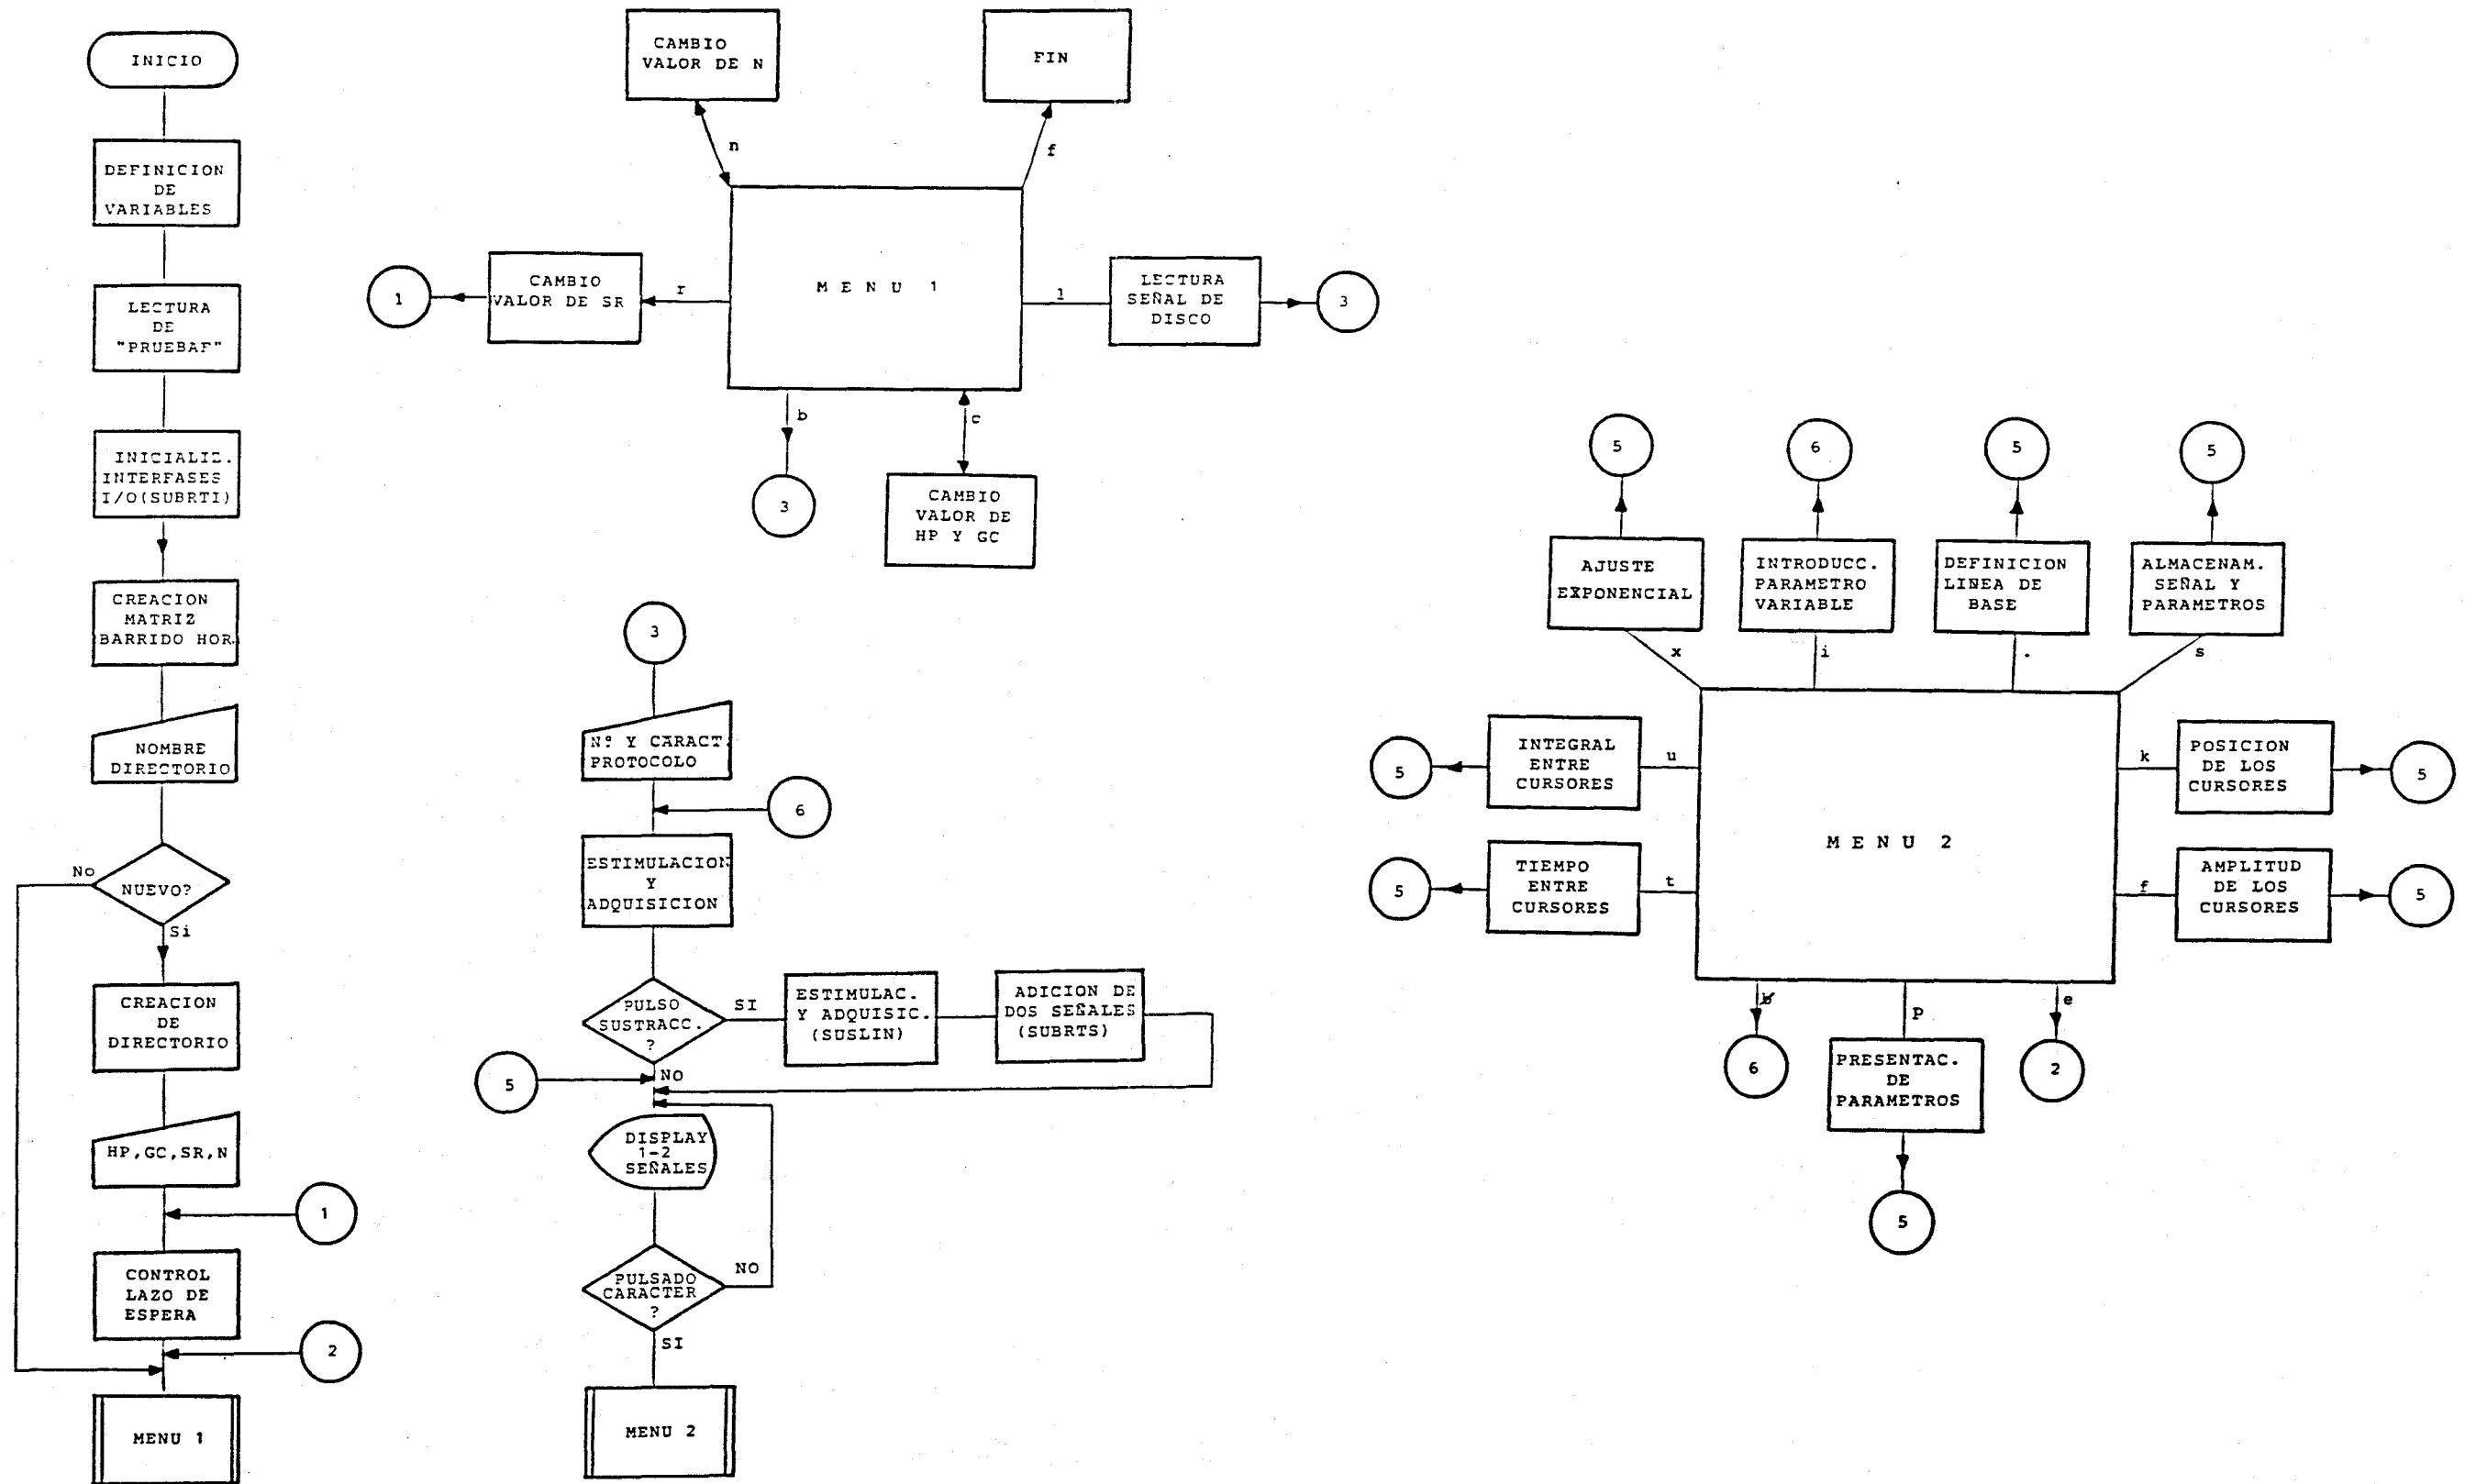 INICIO
DEFINICION
DE
VARIABLES
LECTURA
DE
"PRUEBAF"
INICIALIZ.
INTERFASES
I/O(SUBRTI)
CREACION
MATRIZ
BARRIDO HOR.
NOMBRE
DIRECTORIO
NUEVO?
No
Si
CREACION
DE
DIRECTORIO
HP,GC,SR,N
1
CONTROL
LAZO DE
ESPERA
2
MENU 1
CAMBIO
VALOR DE N
FIN
n
f
MENU 1
1
CAMBIO
VALOR DE SR
r
l
LECTURA
SEÑAL DE
DISCO
3
b
c
3
CAMBIO
VALOR DE
HP Y GC
3
Nº Y CARACT.
PROTOCOLO
6
ESTIMULACION
Y
ADQUISICION
PULSO
SUSTRACC.
?
SI
ESTIMULAC.
Y ADQUISIC.
(SUSLIN)
ADICION DE
DOS SEÑALES
(SUBRTS)
5
NO
DISPLAY
1-2
SEÑALES
PULSADO
CARACTER
?
NO
SI
MENU 2
5
6
5
5
AJUSTE
EXPONENCIAL
INTRODUCC.
PARAMETRO
VARIABLE
DEFINICION
LINEA DE
BASE
ALMACENAM.
SEÑAL Y
PARAMETROS
x
i
.
s
5
INTEGRAL
ENTRE
CURSORES
u
k
POSICION
DE LOS
CURSORES
5
MENU 2
5
TIEMPO
ENTRE
CURSORES
t
f
AMPLITUD
DE LOS
CURSORES
5
p
e
6
2
PRESENTAC.
DE
PARAMETROS
5